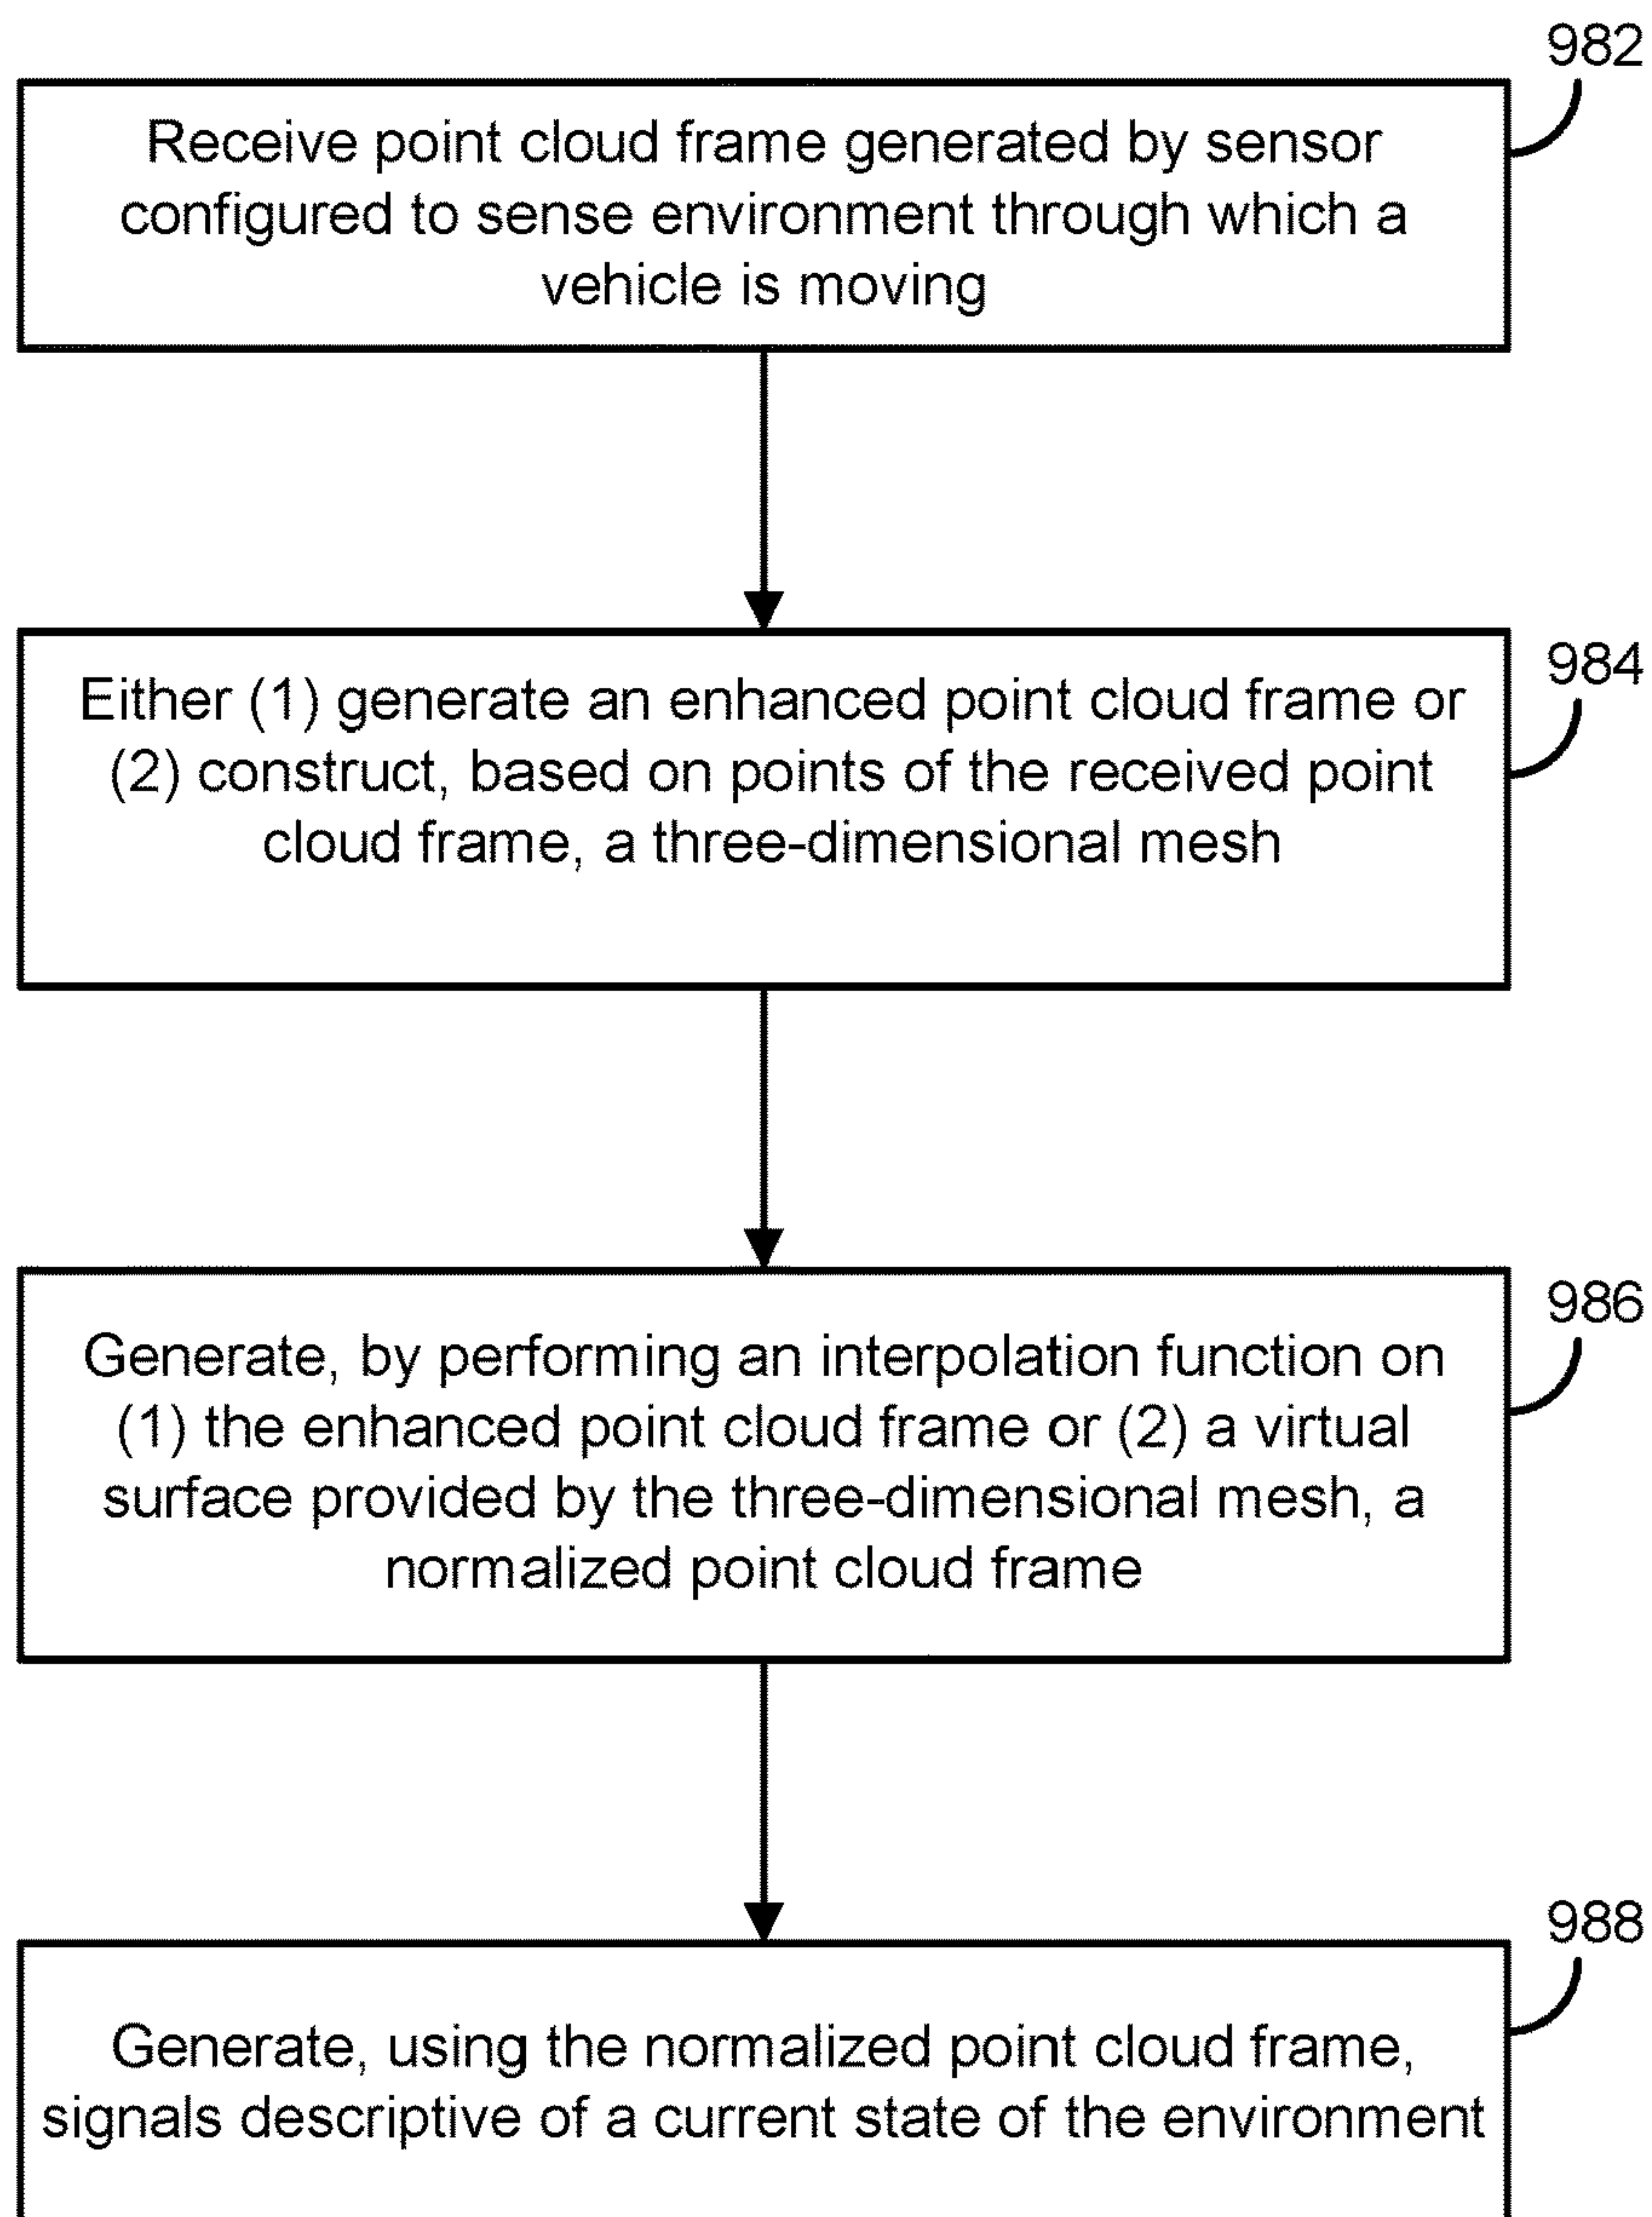 982
Receive point cloud frame generated by sensor
configured to sense environment through which a
vehicle is moving
984
Either (1) generate an enhanced point cloud frame or
(2) construct, based on points of the received point
cloud frame, a three-dimensional mesh
986
Generate, by performing an interpolation function on
(1) the enhanced point cloud frame or (2) a virtual
surface provided by the three-dimensional mesh, a
normalized point cloud frame
988
Generate, using the normalized point cloud frame,
signals descriptive of a current state of the environment